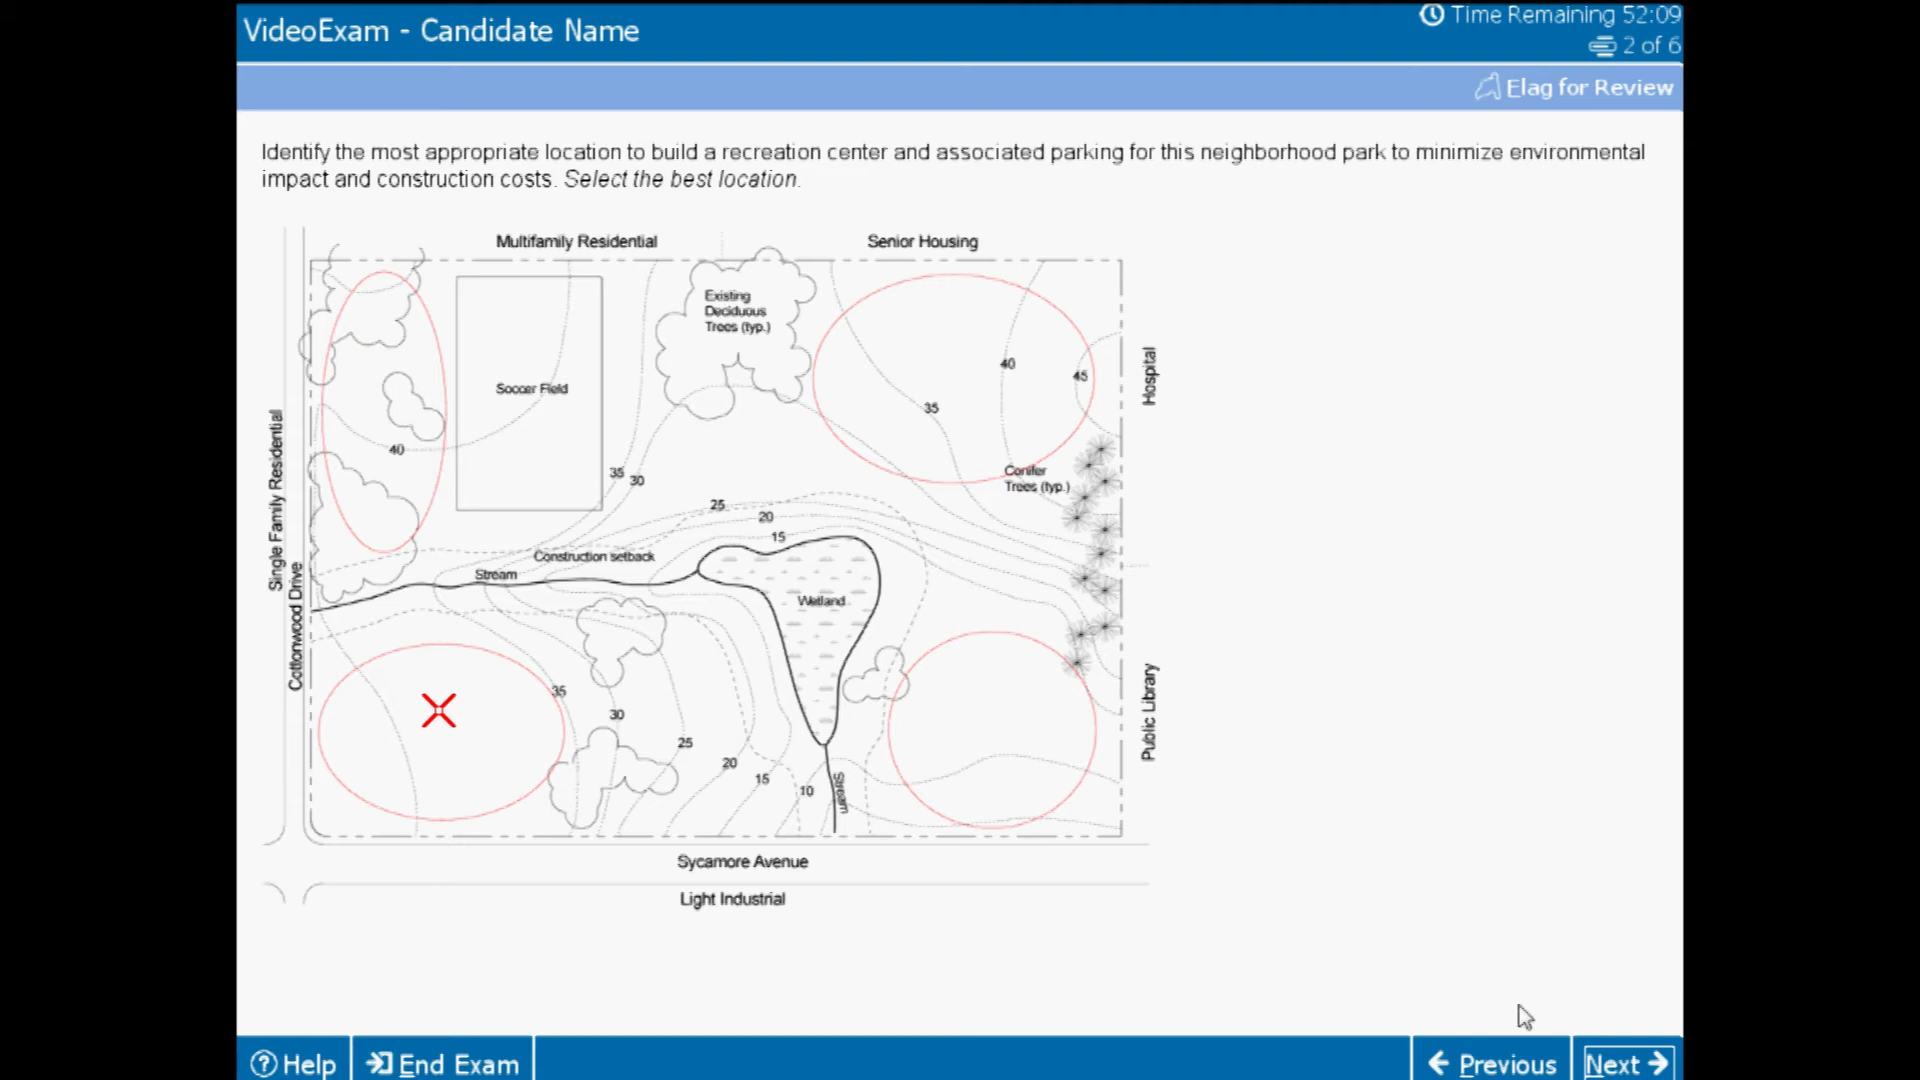 VideoExam - Candidate Name
Time Remaining 52:09
2 of 6
Flag for Review
Identify the most appropriate location to build a recreation center and associated parking for this neighborhood park to minimize environmental
impact and construction costs. Select the best location.
Multifamily Residential
Senior Housing
Existing
Deciduous
Trees (typ.)
Soccer Field
40
35
30
40
45
35
Hospital
Conifer
Trees (typ.)
Single Family Residential
25
20
15
Construction setback
Stream
Wetland
Cottonwood Drive
35
30
25
20
15
10
Stream
Public Library
Sycamore Avenue
Light Industrial
Help
End Exam
Previous
Next